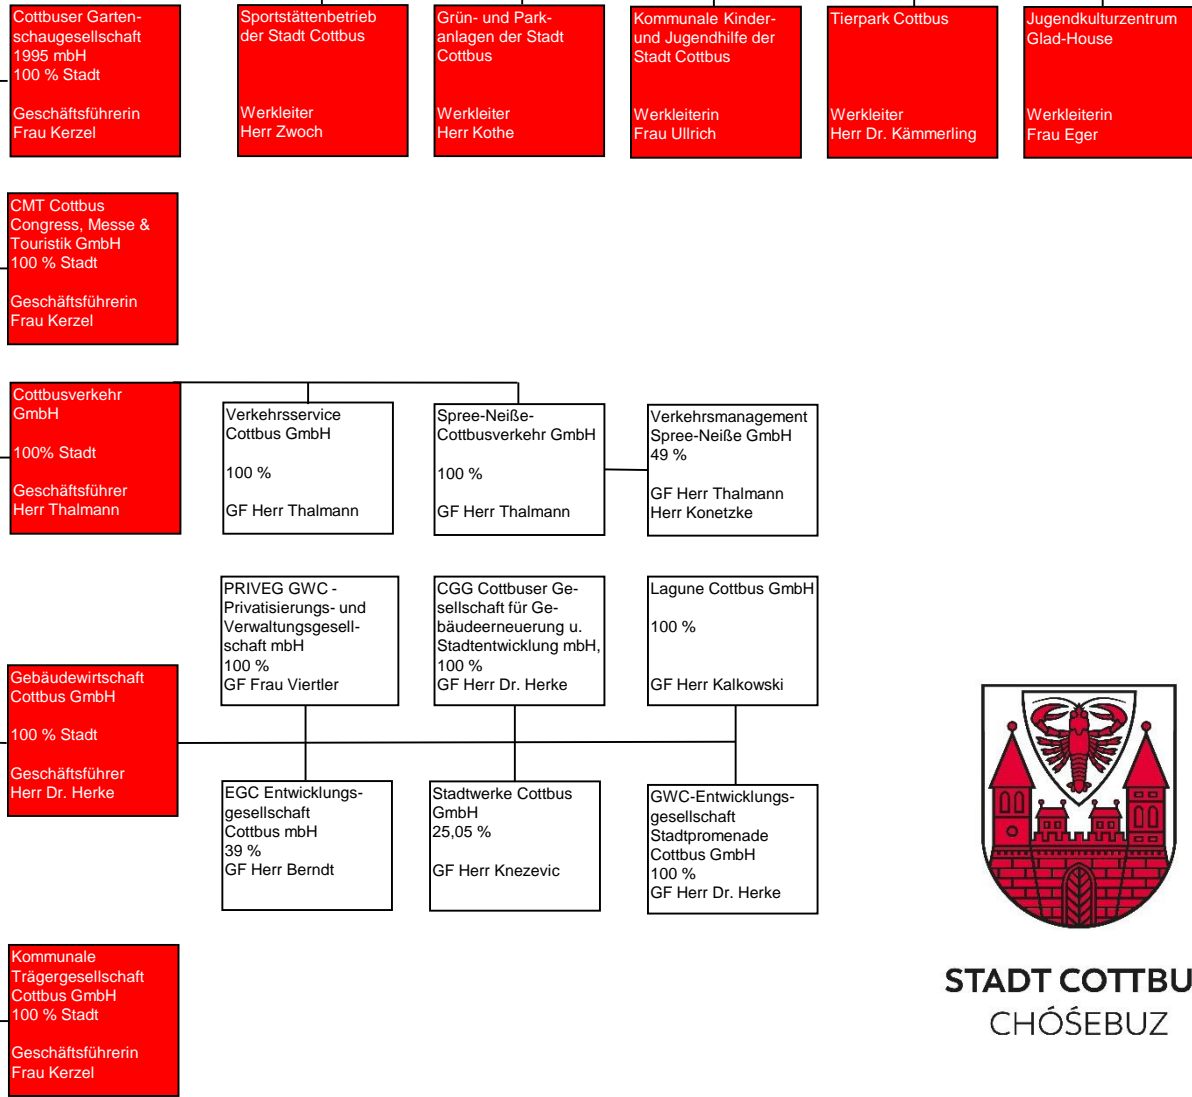 Cottbuser Garten-
schaugesellschaft
1995 mbH
100 % Stadt
Geschäftsführerin
Frau Kerzel
Sportstättenbetrieb
der Stadt Cottbus
Werkleiter
Herr Zwoch
Grün- und Park-
anlagen der Stadt
Cottbus
Werkleiter
Herr Kothe
Kommunale Kinder-
und Jugendhilfe der
Stadt Cottbus
Werkleiterin
Frau Ullrich
Tierpark Cottbus
Werkleiter
Herr Dr. Kämmerling
Jugendkulturzentrum
Glad-House
Werkleiterin
Frau Eger
CMT Cottbus
Congress, Messe &
Touristik GmbH
100 % Stadt
Geschäftsführerin
Frau Kerzel
Cottbusverkehr
GmbH
100% Stadt
Geschäftsführer
Herr Thalmann
Verkehrsservice
Cottbus GmbH
100 %
GF Herr Thalmann
Spree-Neiße-
Cottbusverkehr GmbH
100 %
GF Herr Thalmann
Verkehrsmanagement
Spree-Neiße GmbH
49 %
GF Herr Thalmann
Herr Konetzke
PRIVEG GWC -
Privatisierungs- und
Verwaltungsgesell-
schaft mbH
100 %
GF Frau Viertler
CGG Cottbuser Ge-
sellschaft für Ge-
bäudeerneuerung u.
Stadtentwicklung mbH,
100 %
GF Herr Dr. Herke
Lagune Cottbus GmbH
100 %
GF Herr Kalkowski
Gebäudewirtschaft
Cottbus GmbH
100 % Stadt
Geschäftsführer
Herr Dr. Herke
EGC Entwicklungs-
gesellschaft
Cottbus mbH
39 %
GF Herr Berndt
Stadtwerke Cottbus
GmbH
25,05 %
GF Herr Knezevic
GWC-Entwicklungs-
gesellschaft
Stadtpromenade
Cottbus GmbH
100 %
GF Herr Dr. Herke
Kommunale
Trägergesellschaft
Cottbus GmbH
100 % Stadt
Geschäftsführerin
Frau Kerzel
STADT COTTBU
CHÓŚEBUZ